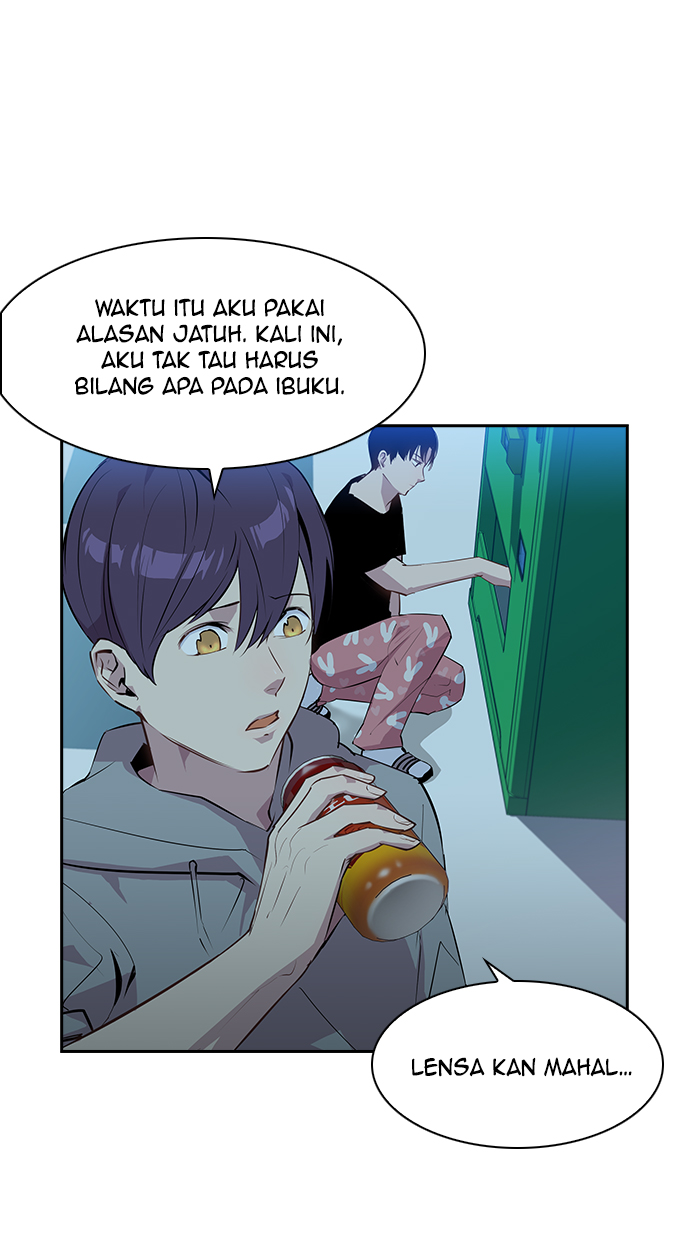 WAKTU ITU AKU PAKAI
ALASAN JATUH. KALI INI,
AKU TAK TAU HARUS
BILANG APA PADA IBUKU.
LENSA KAN MAHAL...